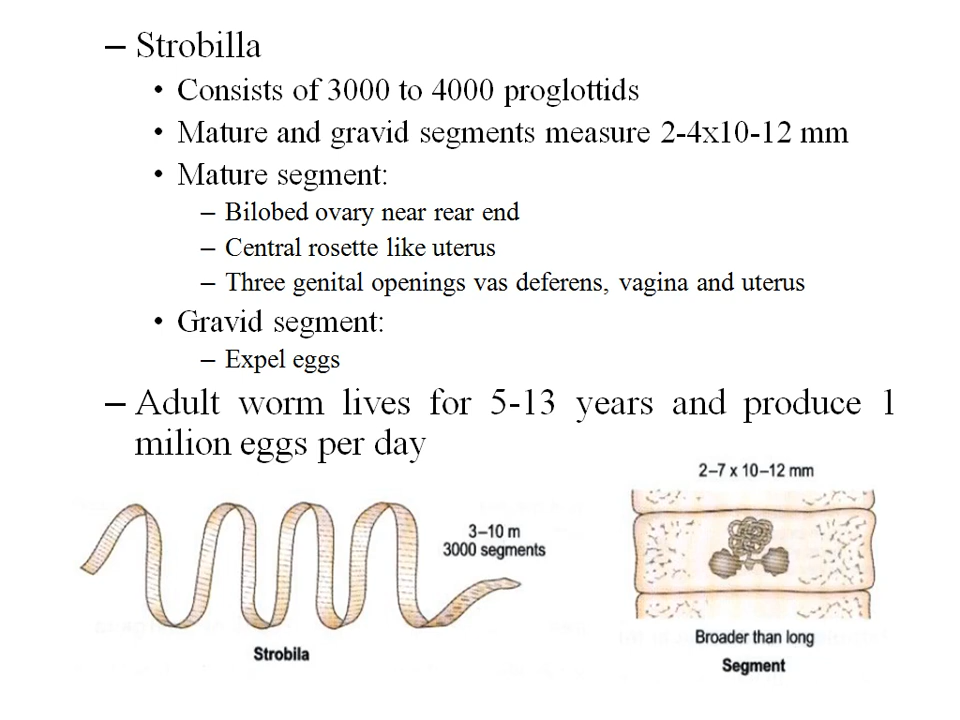 – Strobilla
• Consists of 3000 to 4000 proglottids
• Mature and gravid segments measure 2-4x10-12 mm
• Mature segment:
– Bilobed ovary near rear end
– Central rosette like uterus
– Three genital openings vas deferens, vagina and uterus
• Gravid segment:
– Expel eggs
– Adult worm lives for 5-13 years and produce 1
milion eggs per day
2–7 x 10–12 mm
3–10 m
3000 segments
Strobila
Broader than long
Segment